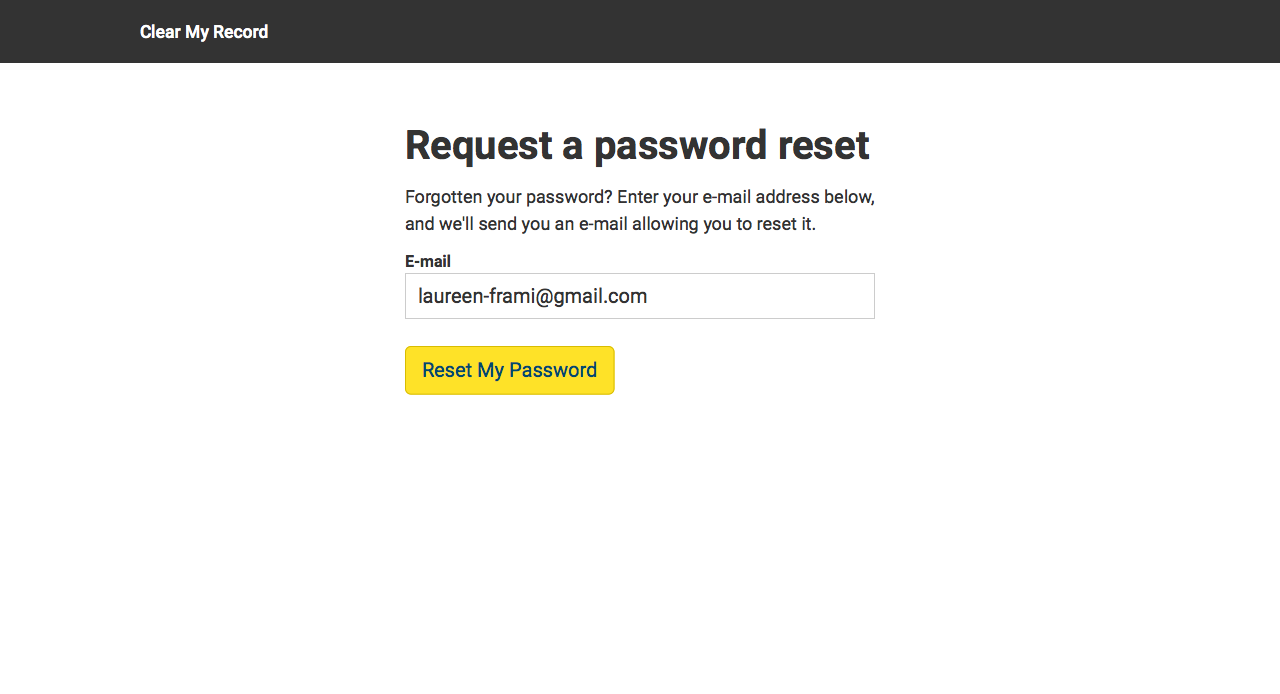 Clear My Record
Request a password reset
Forgotten your password? Enter your e-mail address below,
and we'll send you an e-mail allowing you to reset it.
E-mail
laureen-frami@gmail.com
Reset My Password